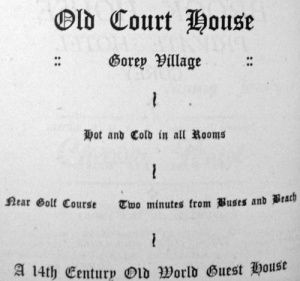 Old Court House
:: Gorey Village ::
Hot and Cold in all Rooms
Near Golf Course Two minutes from Buses and Beach
A 14th Century Old World Guest House